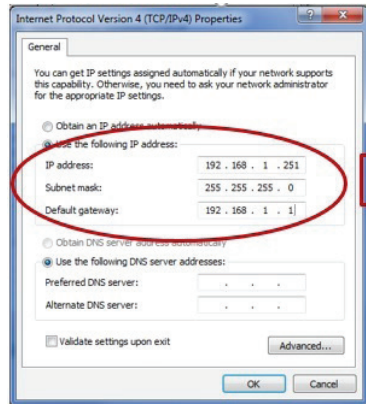 Internet Protocol Version 4 (TCP/IPv4) Properties
General
You can get IP settings assigned automatically if your network supports
this capability. Otherwise, you need to ask your network administrator
for the appropriate IP settings.
Obtain an IP address automatically
Use the following IP address:
IP address: 192 . 168 . 1 . 251
Subnet mask: 255 . 255 . 255 . 0
Default gateway: 192 . 168 . 1 . 1
Obtain DNS server address automatically
Use the following DNS server addresses:
Preferred DNS server: . . .
Alternate DNS server: . . .
Validate settings upon exit
Advanced...
OK Cancel